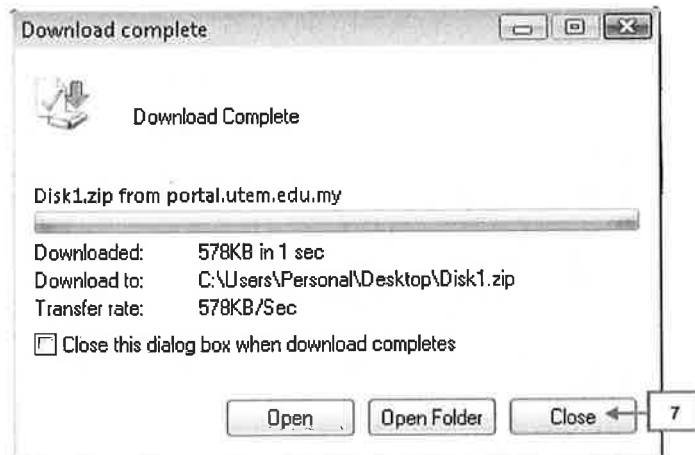 Download complete
Download Complete
Disk1.zip from portal.utem.edu.my
Downloaded: 578KB in 1 sec
Download to: C:\Users\Personal\Desktop\Disk1.zip
Transfer rate: 578KB/Sec
Close this dialog box when download completes
Open Open Folder Close 7